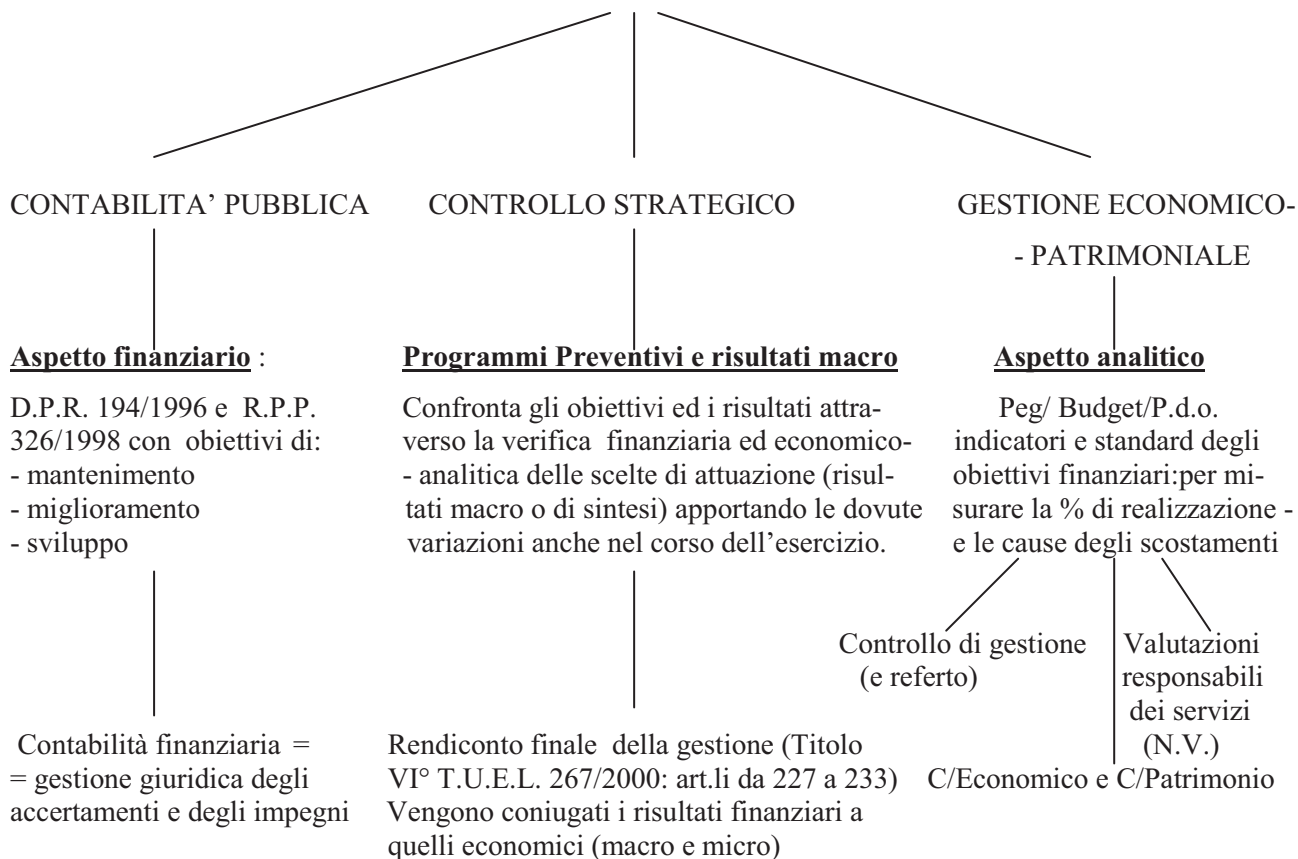 CONTABILITA’ PUBBLICA
Aspetto finanziario :
D.P.R. 194/1996 e R.P.P.
326/1998 con obiettivi di:
- mantenimento
- miglioramento
- sviluppo
Contabilità finanziaria =
= gestione giuridica degli
accertamenti e degli impegni
CONTROLLO STRATEGICO
Programmi Preventivi e risultati macro
Confronta gli obiettivi ed i risultati attra-
verso la verifica finanziaria ed economico-
- analitica delle scelte di attuazione (risul-
tati macro o di sintesi) apportando le dovute
variazioni anche nel corso dell’esercizio.
Rendiconto finale della gestione (Titolo
VI° T.U.E.L. 267/2000: art.li da 227 a 233)
Vengono coniugati i risultati finanziari a
quelli economici (macro e micro)
GESTIONE ECONOMICO-
- PATRIMONIALE
Aspetto analitico
Peg/ Budget/P.d.o.
indicatori e standard degli
obiettivi finanziari:per mi-
surare la % di realizzazione -
e le cause degli scostamenti
Controllo di gestione
(e referto)
Valutazioni
responsabili
dei servizi
(N.V.)
C/Economico e C/Patrimonio